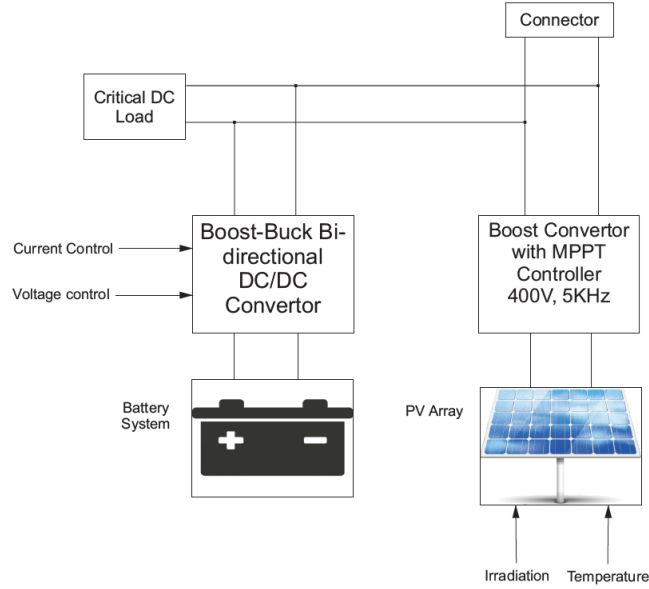 Connector
Critical DC
Load
Current Control
Voltage control
Boost-Buck Bi-
directional
DC/DC
Convertor
Boost Convertor
with MPPT
Controller
400V, 5KHz
Battery
System
PV Array
Irradiation
Temperature